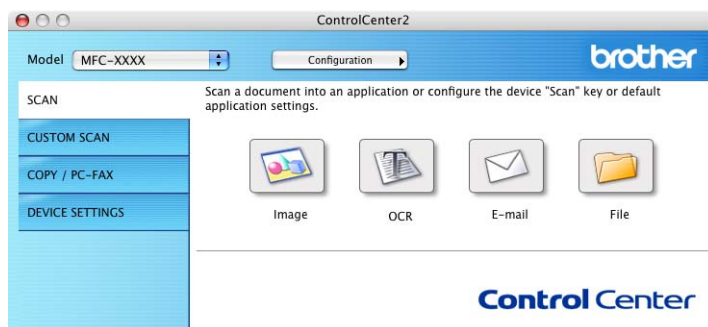 ControlCenter2
Model MFC-XXXX Configuration brother
SCAN
CUSTOM SCAN
COPY / PC-FAX
DEVICE SETTINGS
Scan a document into an application or configure the device "Scan" key or default
application settings.
Image OCR E-mail File
Control Center